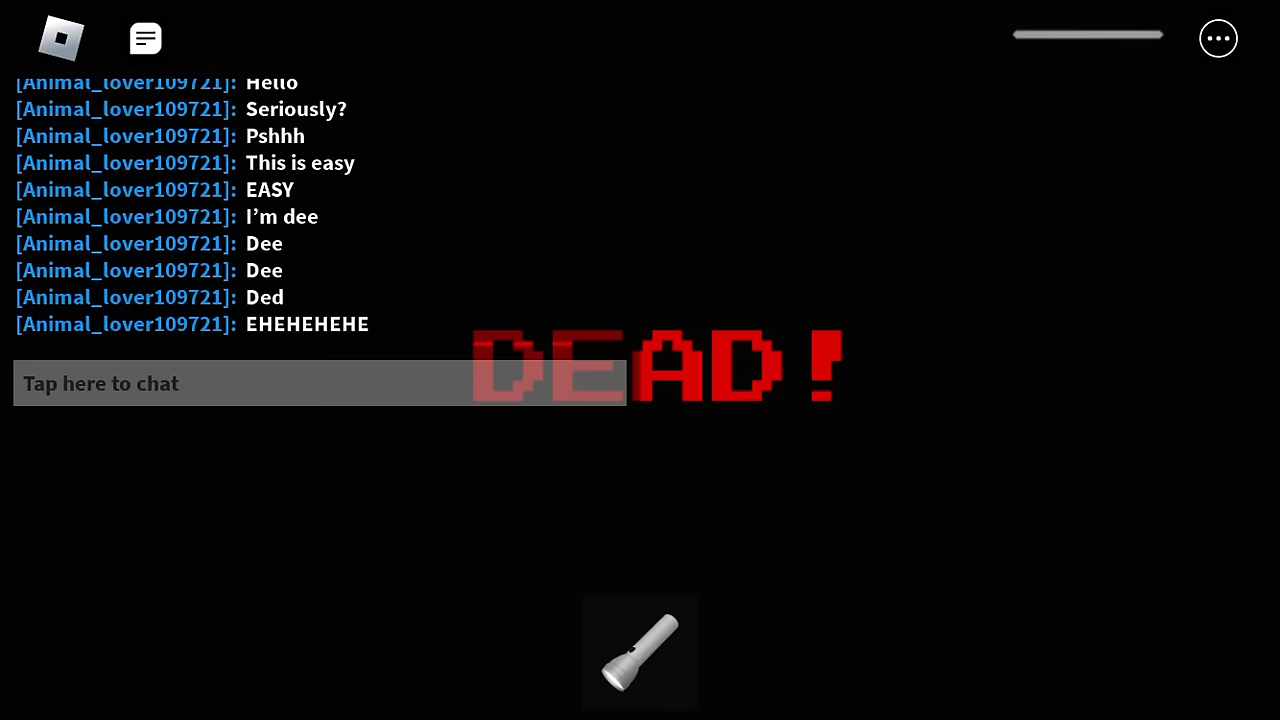 [Animal_lover109721]: Hello
[Animal_lover109721]: Seriously?
[Animal_lover109721]: Pshhh
[Animal_lover109721]: This is easy
[Animal_lover109721]: EASY
[Animal_lover109721]: I’m dee
[Animal_lover109721]: Dee
[Animal_lover109721]: Dee
[Animal_lover109721]: Ded
[Animal_lover109721]: EHEHEHEHE
DEAD!
Tap here to chat